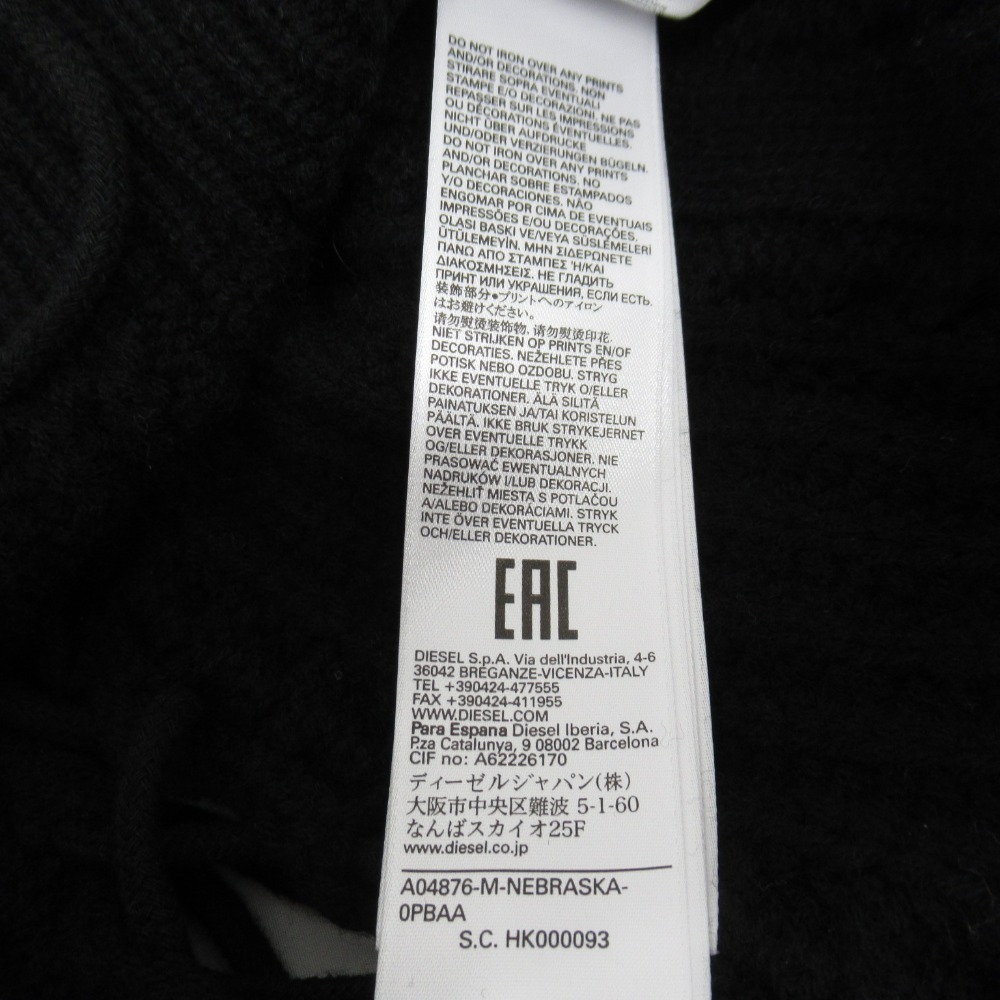 DO NOT IRON OVER ANY PRINTS
AND/OR DECORATIONS. NON
STIRARE SOPRA EVENTUALI
STAMPE E/O DECORAZIONI. NE PAS
REPASSER SUR LES IMPRESSIONS
OU DÉCORATIONS ÉVENTUELLES.
NICHT ÜBER AUFDRUCKE
UND/ODER VERZIERUNGEN BÜGELN.
DO NOT IRON OVER ANY PRINTS
AND/OR DECORATIONS. NO
PLANCHAR SOBRE ESTAMPADOS
Y/O DECORACIONES. NÃO
ENGOMAR POR CIMA DE EVENTUAIS
IMPRESSÕES E/OU DECORAÇÕES.
OLASI BASKI VE/VEYA SÜSLEMELERİ
ÜTÜLEMEYİN. ΜΗΝ ΣΙΔΕΡΩΝΕΤΕ
ΠΑΝΩ ΑΠΟ ΣΤΑΜΠΕΣ Ή/ΚΑΙ
ΔΙΑΚΟΣΜΗΣΕΙΣ. НЕ ГЛАДИТЬ
ПРИНТ ИЛИ УКРАШЕНИЯ, ЕСЛИ ЕСТЬ.
装飾部分•プリントへのアイロン
はお避けください。
请勿熨烫装饰物, 请勿熨烫印花.
NIET STRIJKEN OP PRINTS EN/OF
DECORATIES. NEŽEHLETE PŘES
POTISK NEBO OZDOBU. STRYG
IKKE EVENTUELLE TRYK O/ELLER
DEKORATIONER. ÄLÄ SILITÄ
PAINATUKSEN JA/TAI KORISTELUN
PÄÄLTÄ. IKKE BRUK STRYKEJERNET
OVER EVENTUELLE TRYKK
OG/ELLER DEKORASJONER. NIE
PRASOWAĆ EWENTUALNYCH
NADRUKÓW I/LUB DEKORACJI.
NEŽEHLIŤ MIESTA S POTLAČOU
A/ALEBO DEKORÁCIAMI. STRYK
INTE ÖVER EVENTUELLA TRYCK
OCH/ELLER DEKORATIONER.
EAC
DIESEL S.p.A. Via dell'Industria, 4-6
36042 BREGANZE-VICENZA-ITALY
TEL +390424-477555
FAX +390424-411955
WWW.DIESEL.COM
Para Espana Diesel Iberia, S.A.
P.za Catalunya, 9 08002 Barcelona
CIF no: A62226170
ディーゼルジャパン(株)
大阪市中央区難波 5-1-60
なんばスカイオ25F
www.diesel.co.jp
A04876-M-NEBRASKA-
0PBAA
S.C. HK000093